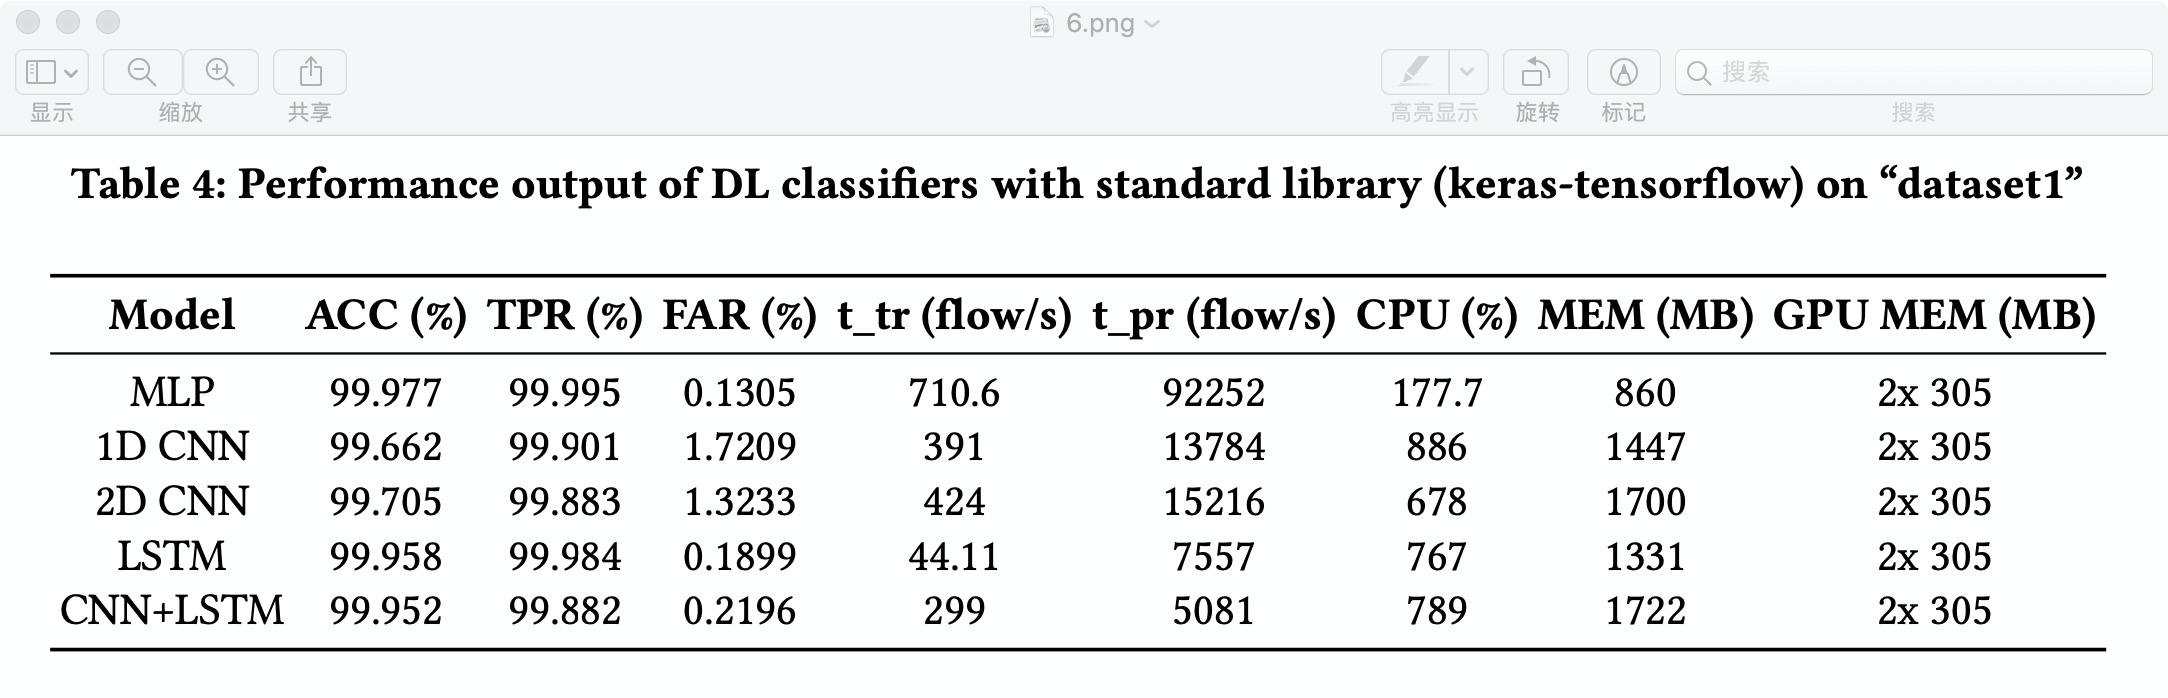 6.png
搜索
显示
缩放
共享
高亮显示
旋转
标记
搜索
Table 4: Performance output of DL classifiers with standard library (keras-tensorflow) on “dataset1”
Model ACC (%) TPR (%) FAR (%) t_tr (flow/s) t_pr (flow/s) CPU (%) MEM (MB) GPU MEM (MB)
MLP 99.977 99.995 0.1305 710.6 92252 177.7 860 2x 305
1D CNN 99.662 99.901 1.7209 391 13784 886 1447 2x 305
2D CNN 99.705 99.883 1.3233 424 15216 678 1700 2x 305
LSTM 99.958 99.984 0.1899 44.11 7557 767 1331 2x 305
CNN+LSTM 99.952 99.882 0.2196 299 5081 789 1722 2x 305